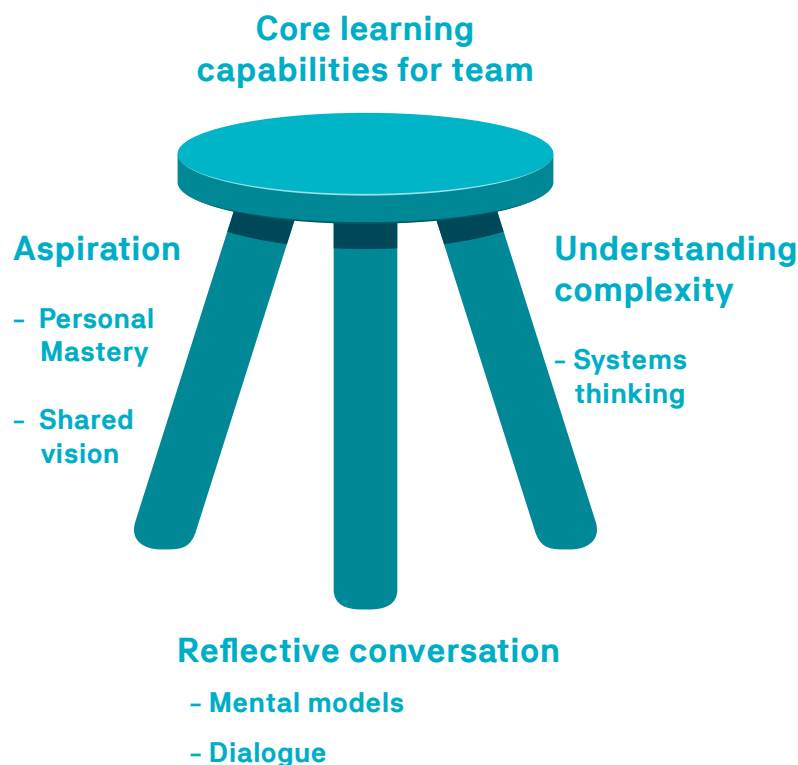 Core learning
capabilities for team
Aspiration
- Personal
Mastery
- Shared
vision
Understanding
complexity
- Systems
thinking
Reflective conversation
- Mental models
- Dialogue